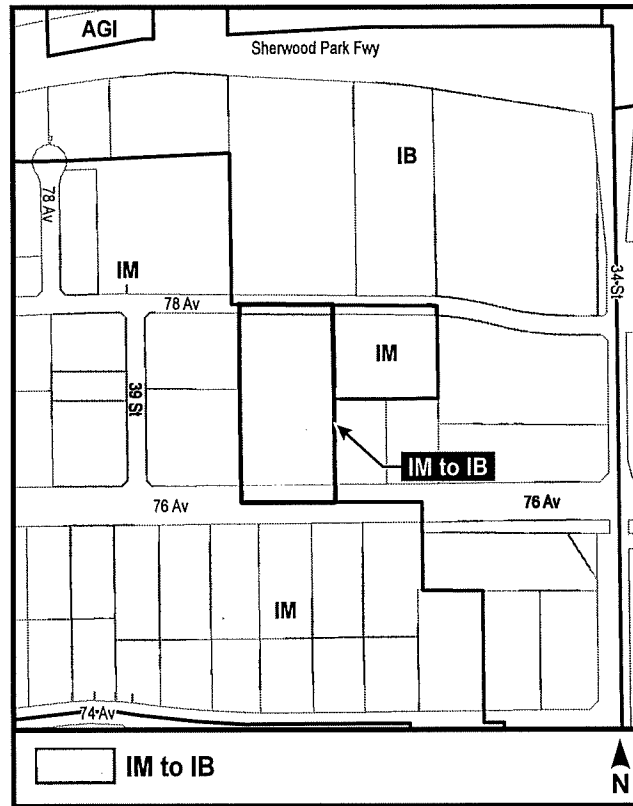 AGI
Sherwood Park Fwy
IB
78 Av
34 St
IM
78 Av
IM
39 St
IM to IB
76 Av
76 Av
IM
74 Av
IM to IB
N